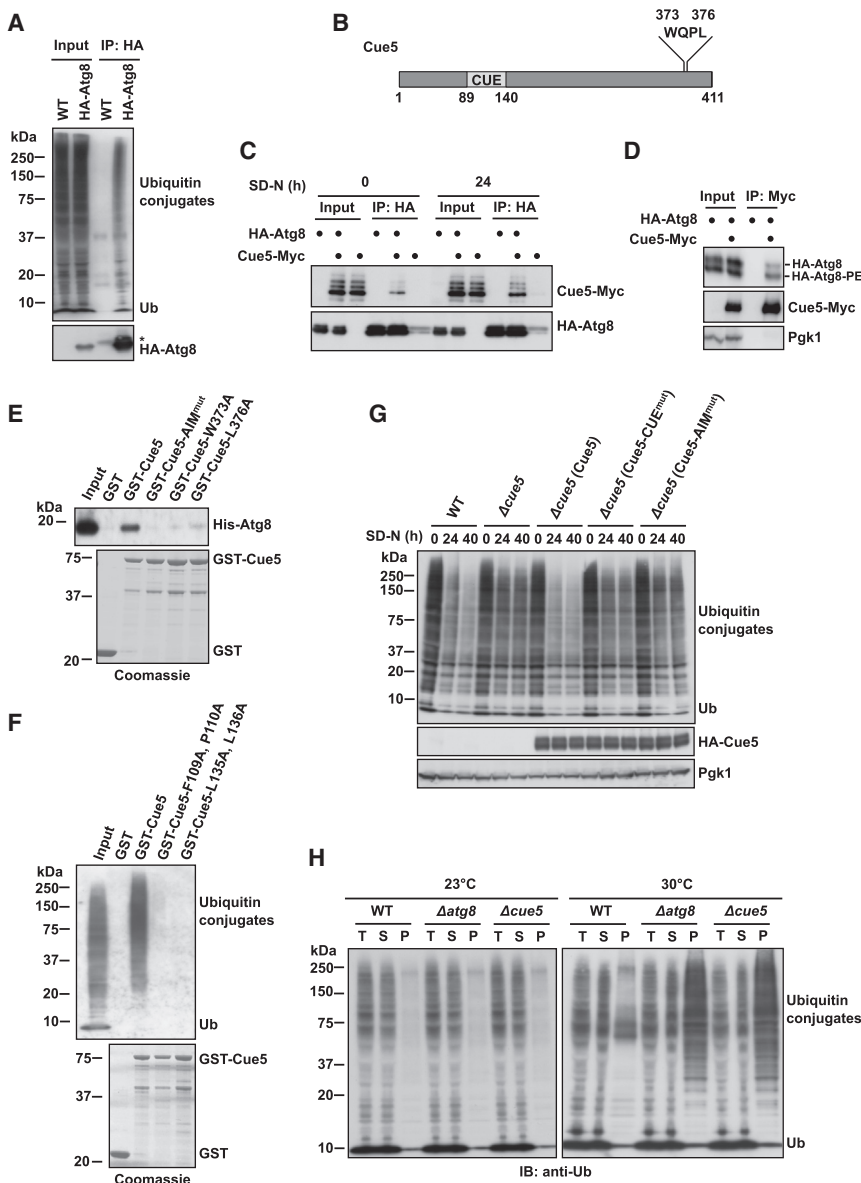 A
Input IP: HA
WT
HA-Atg8
WT
HA-Atg8
kDa
250
150
75
37
20
10
Ubiquitin
conjugates
Ub
*
HA-Atg8
B
Cue5
373 376
WQPL
CUE
1 89 140 411
C
SD-N (h) 0 24
Input IP: HA Input IP: HA
HA-Atg8
Cue5-Myc
Cue5-Myc
HA-Atg8
D
Input IP: Myc
HA-Atg8
Cue5-Myc
HA-Atg8
HA-Atg8-PE
Cue5-Myc
Pgk1
E
Input
GST
GST-Cue5
GST-Cue5-AIMmut
GST-Cue5-W373A
GST-Cue5-L376A
kDa
20
His-Atg8
75
37
20
GST-Cue5
GST
Coomassie
F
Input
GST
GST-Cue5
GST-Cue5-F109A, P110A
GST-Cue5-L135A, L136A
kDa
250
150
75
37
20
10
Ubiquitin
conjugates
Ub
75
37
20
GST-Cue5
GST
Coomassie
G
WT
Δcue5
Δcue5 (Cue5)
Δcue5 (Cue5-CUEmut)
Δcue5 (Cue5-AIMmut)
SD-N (h) 0 24 40 0 24 40 0 24 40 0 24 40 0 24 40
kDa
250
150
75
37
20
10
Ubiquitin
conjugates
Ub
HA-Cue5
Pgk1
H
23°C 30°C
WT Δatg8 Δcue5 WT Δatg8 Δcue5
T S P T S P T S P T S P T S P T S P
kDa
250
150
75
37
20
10
Ubiquitin
conjugates
Ub
IB: anti-Ub